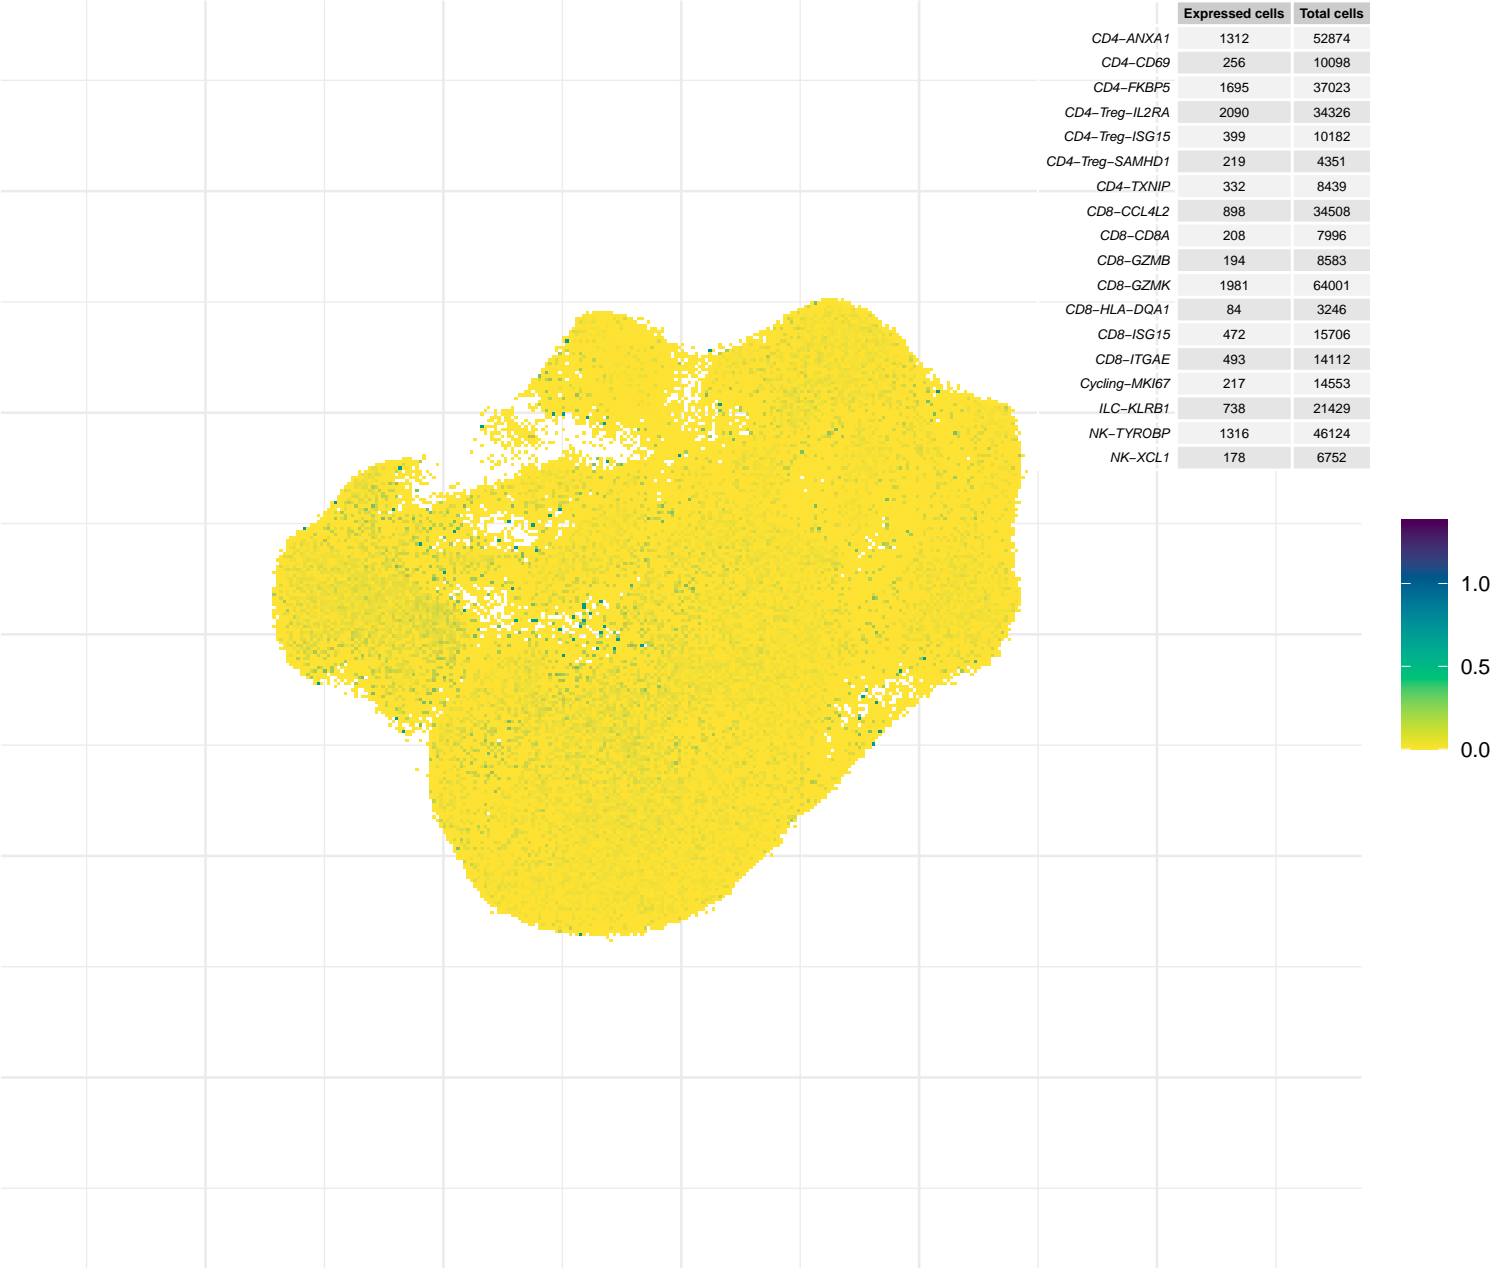 Expressed cells Total cells
CD4−ANXA1 1312 52874
CD4−CD69 256 10098
CD4−FKBP5 1695 37023
CD4−Treg−IL2RA 2090 34326
CD4−Treg−ISG15 399 10182
CD4−Treg−SAMHD1 219 4351
CD4−TXNIP 332 8439
CD8−CCL4L2 898 34508
CD8−CD8A 208 7996
CD8−GZMB 194 8583
CD8−GZMK 1981 64001
CD8−HLA−DQA1 84 3246
CD8−ISG15 472 15706
CD8−ITGAE 493 14112
Cycling−MKI67 217 14553
ILC−KLRB1 738 21429
NK−TYROBP 1316 46124
NK−XCL1 178 6752
1.0
0.5
0.0